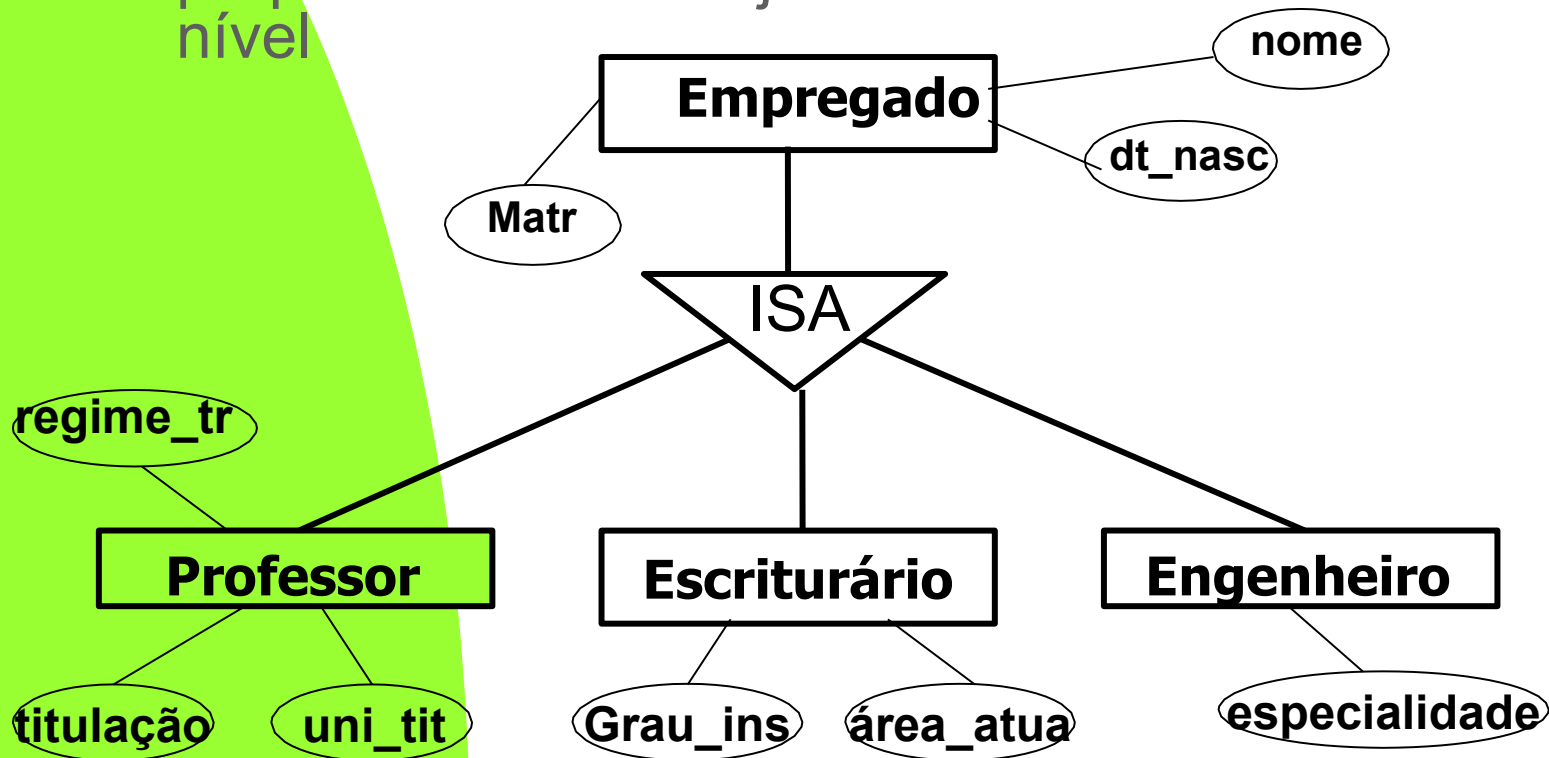 nível
nome
Empregado
dt_nasc
Matr
ISA
regime_tr
Professor
Escriturário
Engenheiro
titulação
uni_tit
Grau_ins
área_atua
especialidade